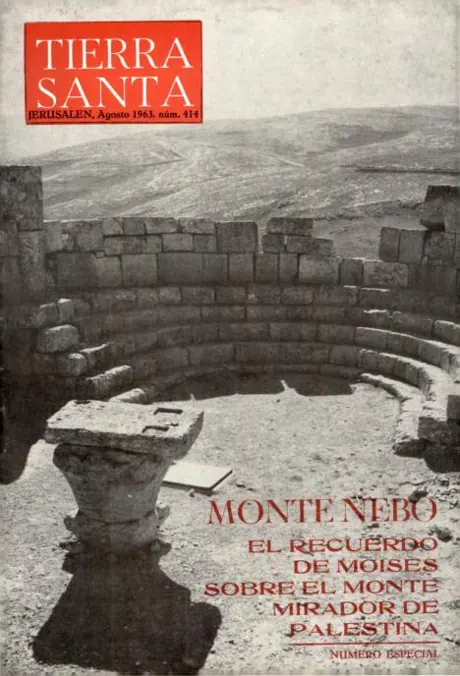 TIERRA
SANTA
JERUSALEN, Agosto 1963, núm. 414
MONTE NEBO
EL RECUERDO
DE MOISES
SOBRE EL MONTE
MIRADOR DE
PALESTINA
NUMERO ESPECIAL